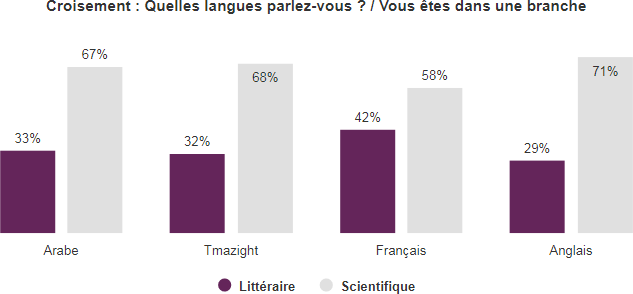 Croisement : Quelles langues parlez-vous ? / Vous êtes dans une branche
33%
67%
32%
68%
42%
58%
29%
71%
Arabe
Tmazight
Français
Anglais
Littéraire
Scientifique